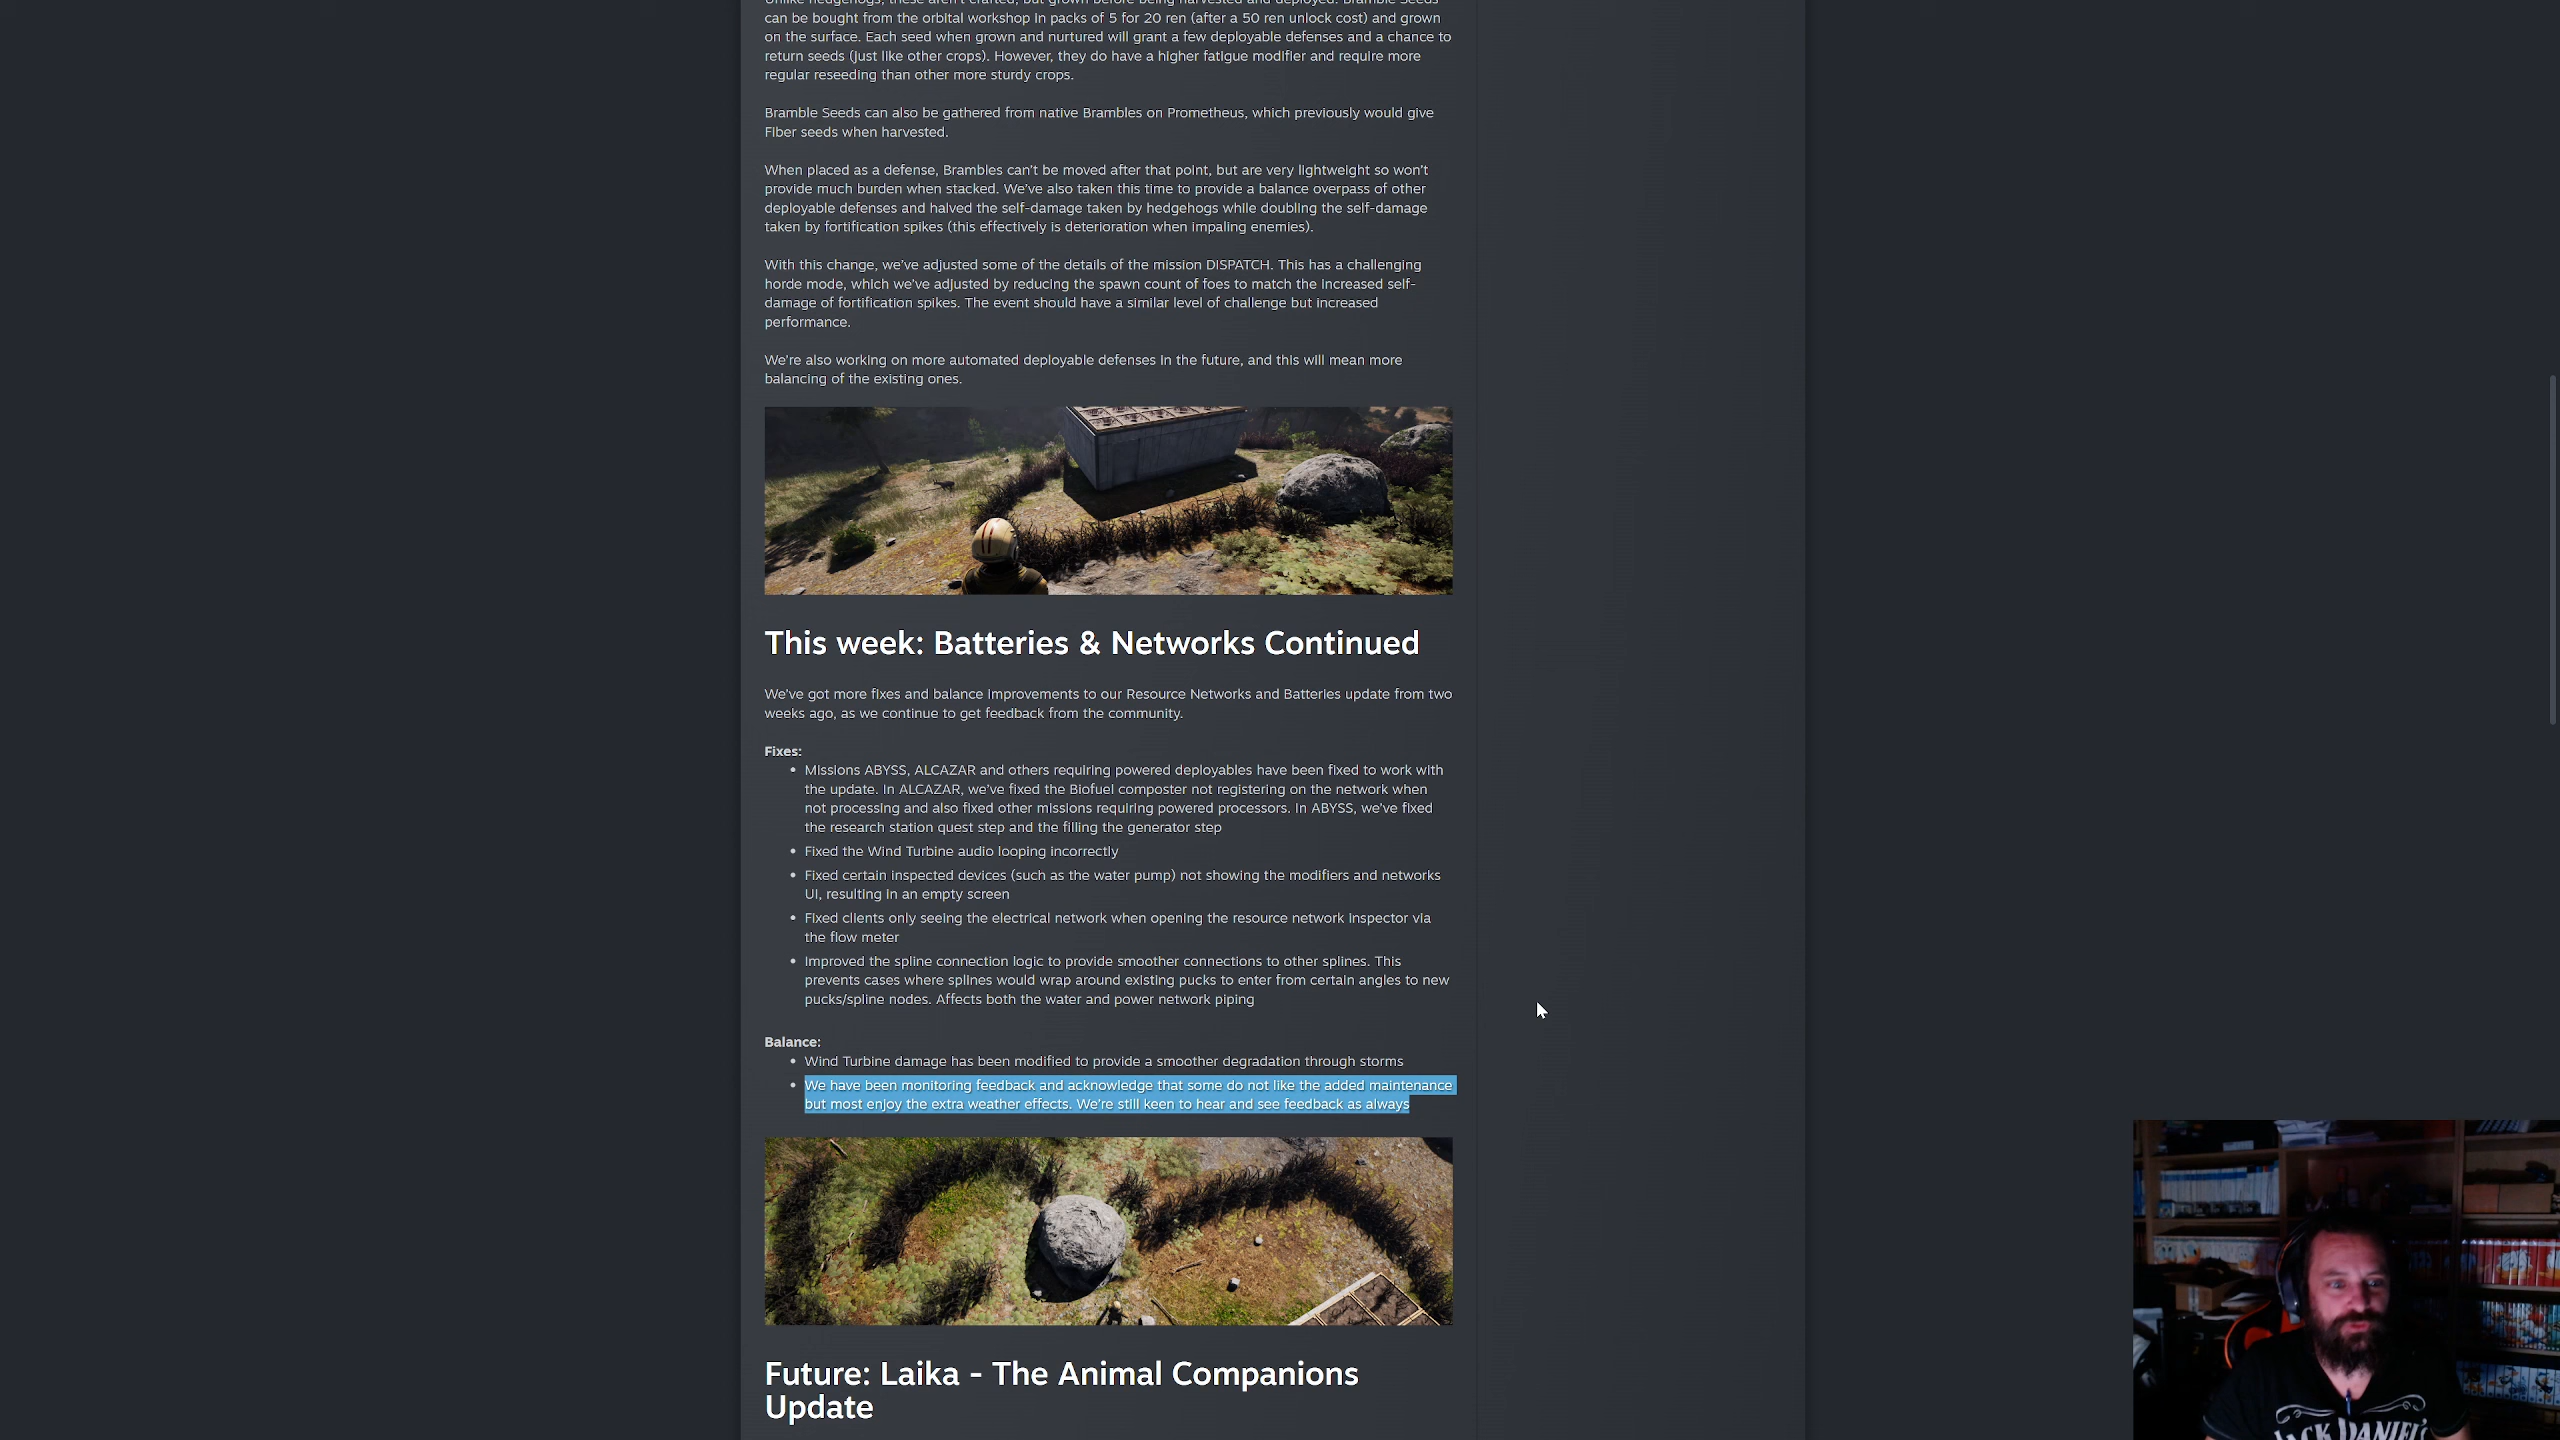 Unlike hedgehogs, these aren't crafted, but grown before being harvested and deployed. Bramble Seeds
can be bought from the orbital workshop in packs of 5 for 20 ren (after a 50 ren unlock cost) and grown
on the surface. Each seed when grown and nurtured will grant a few deployable defenses and a chance to
return seeds (just like other crops). However, they do have a higher fatigue modifier and require more
regular reseeding than other more sturdy crops.
Bramble Seeds can also be gathered from native Brambles on Prometheus, which previously would give
Fiber seeds when harvested.
When placed as a defense, Brambles can't be moved after that point, but are very lightweight so won't
provide much burden when stacked. We've also taken this time to provide a balance overpass of other
deployable defenses and halved the self-damage taken by hedgehogs while doubling the self-damage
taken by fortification spikes (this effectively is deterioration when impaling enemies).
With this change, we've adjusted some of the details of the mission DISPATCH. This has a challenging
horde mode, which we've adjusted by reducing the spawn count of foes to match the increased self-
damage of fortification spikes. The event should have a similar level of challenge but increased
performance.
We're also working on more automated deployable defenses in the future, and this will mean more
balancing of the existing ones.
This week: Batteries & Networks Continued
We've got more fixes and balance improvements to our Resource Networks and Batteries update from two
weeks ago, as we continue to get feedback from the community.
Fixes:
• Missions ABYSS, ALCAZAR and others requiring powered deployables have been fixed to work with
the update. In ALCAZAR, we've fixed the Biofuel composter not registering on the network when
not processing and also fixed other missions requiring powered processors. In ABYSS, we've fixed
the research station quest step and the filling the generator step
• Fixed the Wind Turbine audio looping incorrectly
• Fixed certain inspected devices (such as the water pump) not showing the modifiers and networks
UI, resulting in an empty screen
• Fixed clients only seeing the electrical network when opening the resource network inspector via
the flow meter
• Improved the spline connection logic to provide smoother connections to other splines. This
prevents cases where splines would wrap around existing pucks to enter from certain angles to new
pucks/spline nodes. Affects both the water and power network piping
Balance:
• Wind Turbine damage has been modified to provide a smoother degradation through storms
• We have been monitoring feedback and acknowledge that some do not like the added maintenance
but most enjoy the extra weather effects. We're still keen to hear and see feedback as always
Future: Laika - The Animal Companions
Update
JACK DANIEL'S